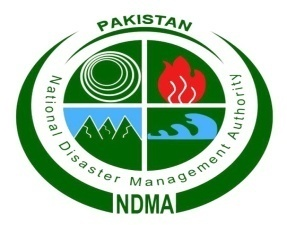 PAKISTAN
National Disaster Management Authority
NDMA